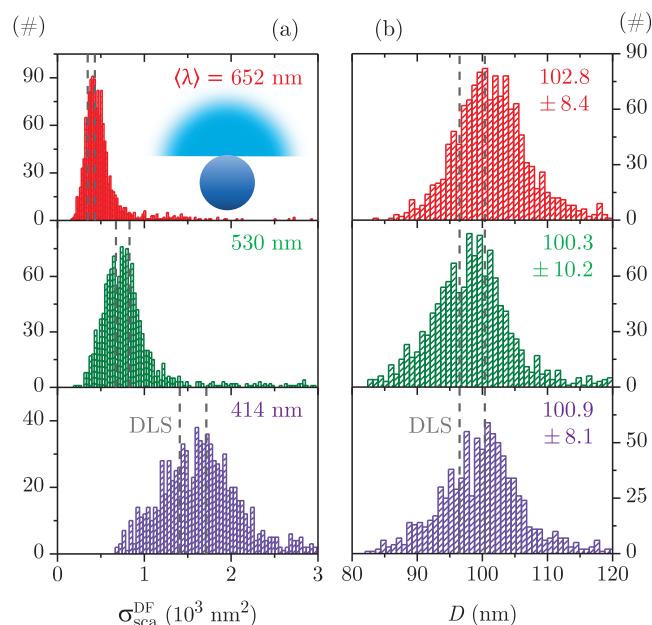 (#) (a) (b) (#)
90 ⟨λ⟩ = 652 nm 102.8 90
± 8.4
60 60
30 30
0 0
530 nm 100.3
± 10.2
60 60
30 30
0 0
414 nm 100.9
± 8.1
40 DLS DLS 50
20 25
0 0
0 1 2 3 80 90 100 110 120
σ_sca^DF (10³ nm²) D (nm)